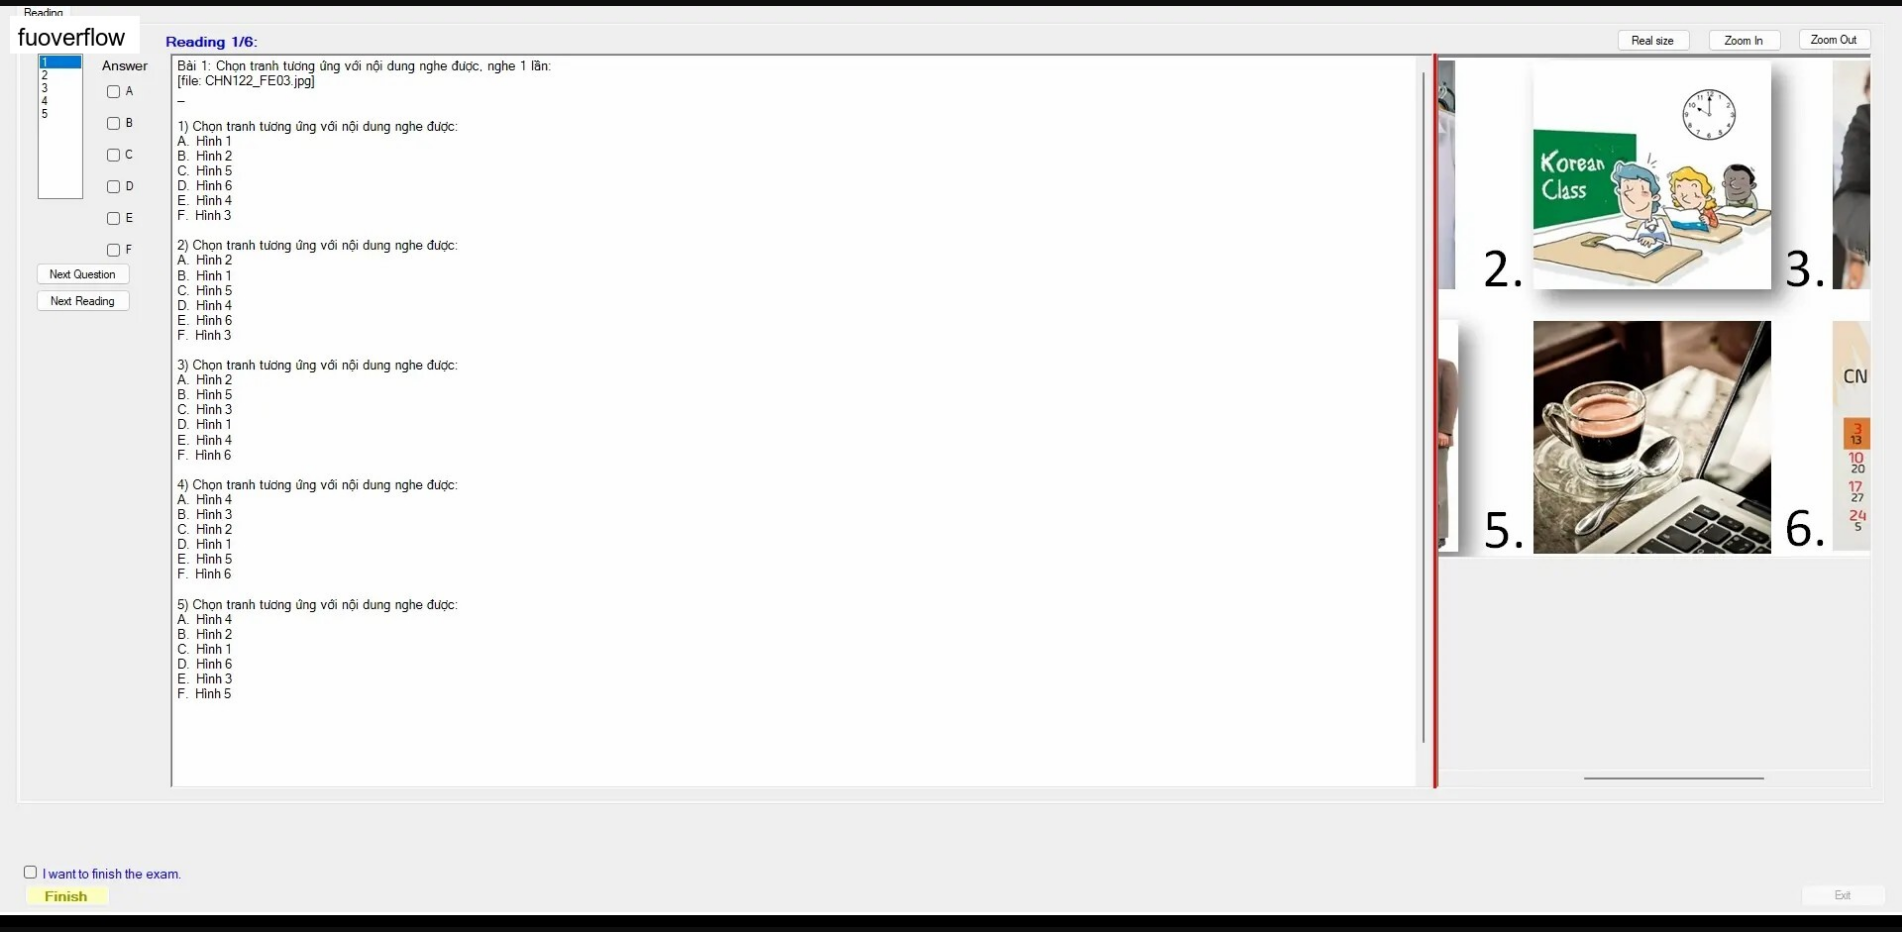 Reading
fuoverflow
Reading 1/6:
Real size
Zoom In
Zoom Out
1
2
3
4
5
Answer
A
B
C
D
E
F
Next Question
Next Reading
Bài 1: Chọn tranh tương ứng với nội dung nghe được, nghe 1 lần:
[file: CHN122_FE03.jpg]
_
1) Chọn tranh tương ứng với nội dung nghe được:
A. Hình 1
B. Hình 2
C. Hình 5
D. Hình 6
E. Hình 4
F. Hình 3
2) Chọn tranh tương ứng với nội dung nghe được:
A. Hình 2
B. Hình 1
C. Hình 5
D. Hình 4
E. Hình 6
F. Hình 3
3) Chọn tranh tương ứng với nội dung nghe được:
A. Hình 2
B. Hình 5
C. Hình 3
D. Hình 1
E. Hình 4
F. Hình 6
4) Chọn tranh tương ứng với nội dung nghe được:
A. Hình 4
B. Hình 3
C. Hình 2
D. Hình 1
E. Hình 5
F. Hình 6
5) Chọn tranh tương ứng với nội dung nghe được:
A. Hình 4
B. Hình 2
C. Hình 1
D. Hình 6
E. Hình 3
F. Hình 5
Korean
Class
2.
3.
5.
6.
CN
3
13
10
20
17
27
24
5
I want to finish the exam.
Finish
Exit